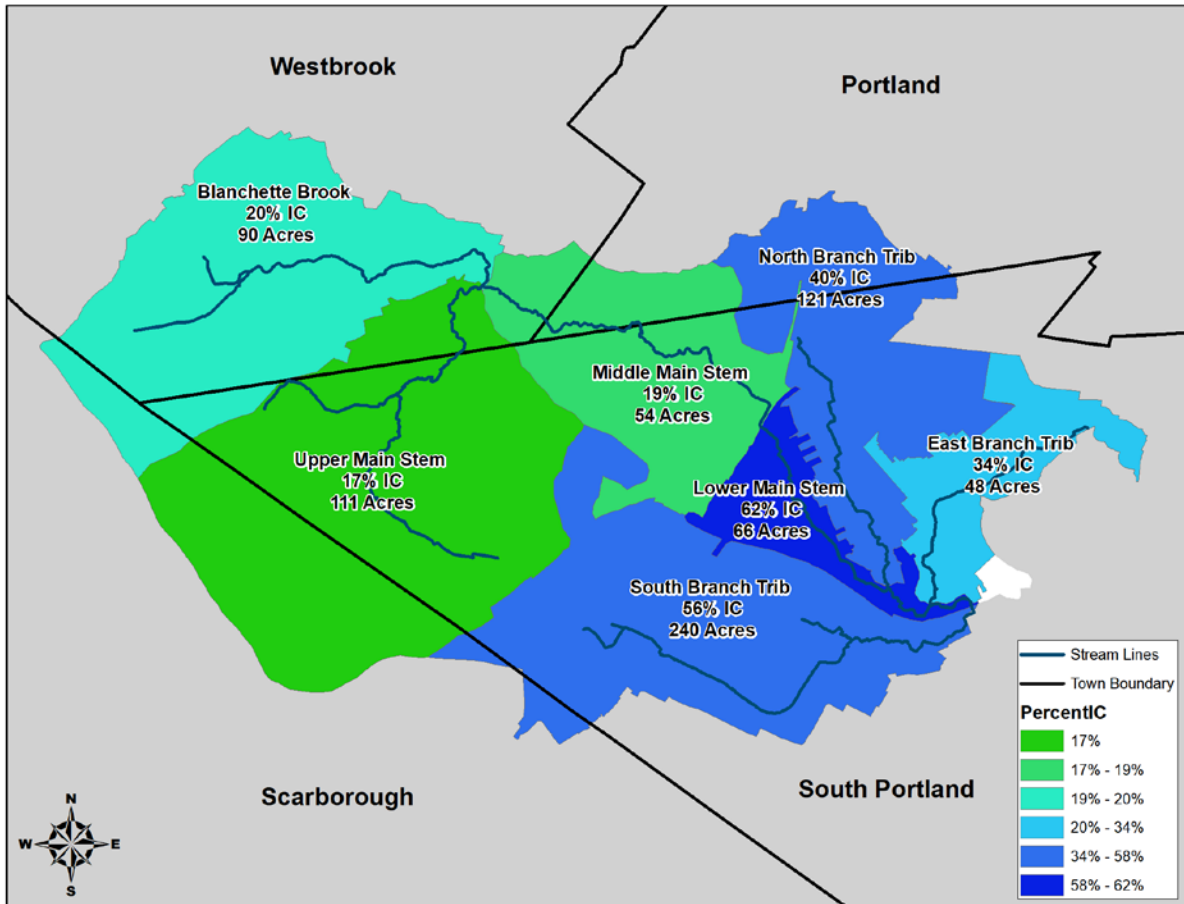 Westbrook
Portland
Blanchette Brook
20% IC
90 Acres
North Branch Trib
40% IC
121 Acres
Middle Main Stem
19% IC
54 Acres
East Branch Trib
34% IC
48 Acres
Upper Main Stem
17% IC
111 Acres
Lower Main Stem
62% IC
66 Acres
South Branch Trib
56% IC
240 Acres
Scarborough
South Portland
N
W E
S
Stream Lines
Town Boundary
PercentIC
17%
17% - 19%
19% - 20%
20% - 34%
34% - 58%
58% - 62%